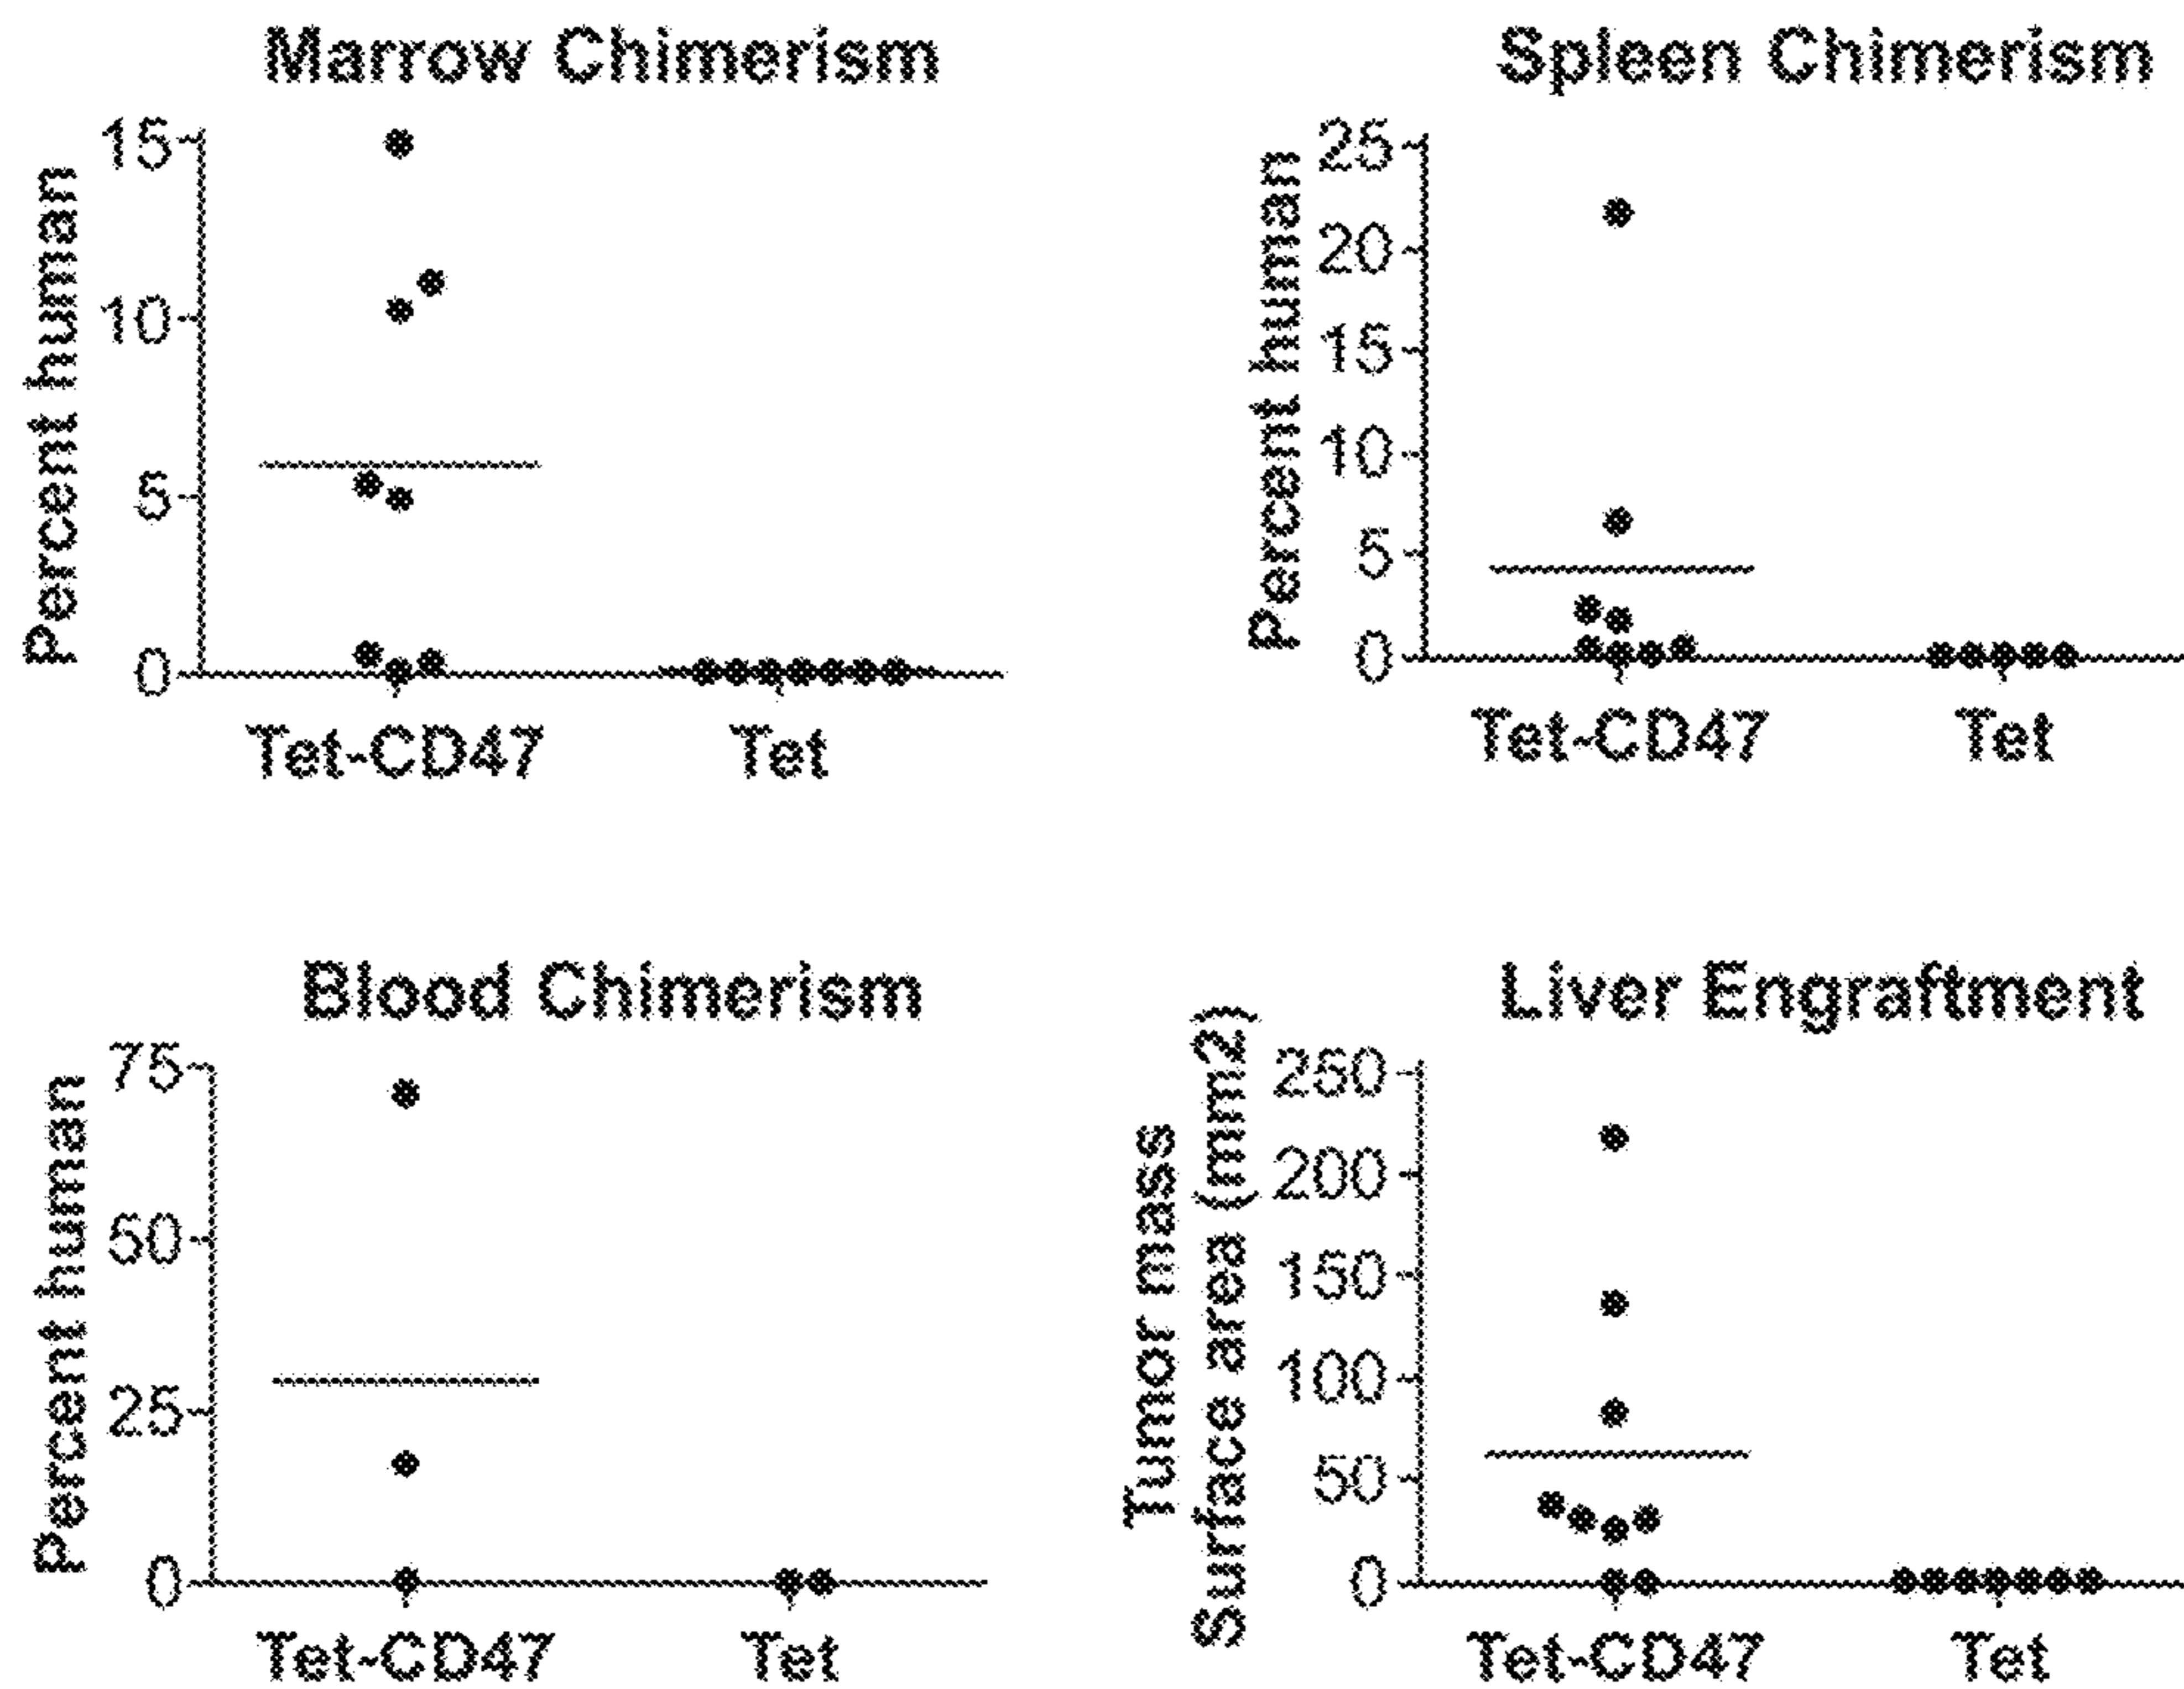 Marrow Chimerism
Percent human
15
10
5
0
Tet-CD47
Tet
Spleen Chimerism
Percent human
25
20
15
10
5
0
Tet-CD47
Tet
Blood Chimerism
Percent human
75
50
25
0
Tet-CD47
Tet
Liver Engraftment
Tumor mass
Surface area (mm2)
250
200
150
100
50
0
Tet-CD47
Tet